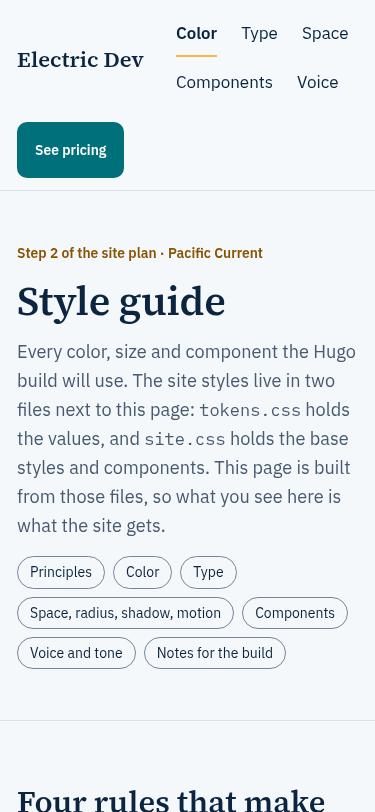 Electric Dev
Color Type Space
Components Voice
See pricing
Step 2 of the site plan · Pacific Current
Style guide
Every color, size and component the Hugo
build will use. The site styles live in two
files next to this page: tokens.css holds
the values, and site.css holds the base
styles and components. This page is built
from those files, so what you see here is
what the site gets.
Principles Color Type
Space, radius, shadow, motion Components
Voice and tone Notes for the build
Four rules that make